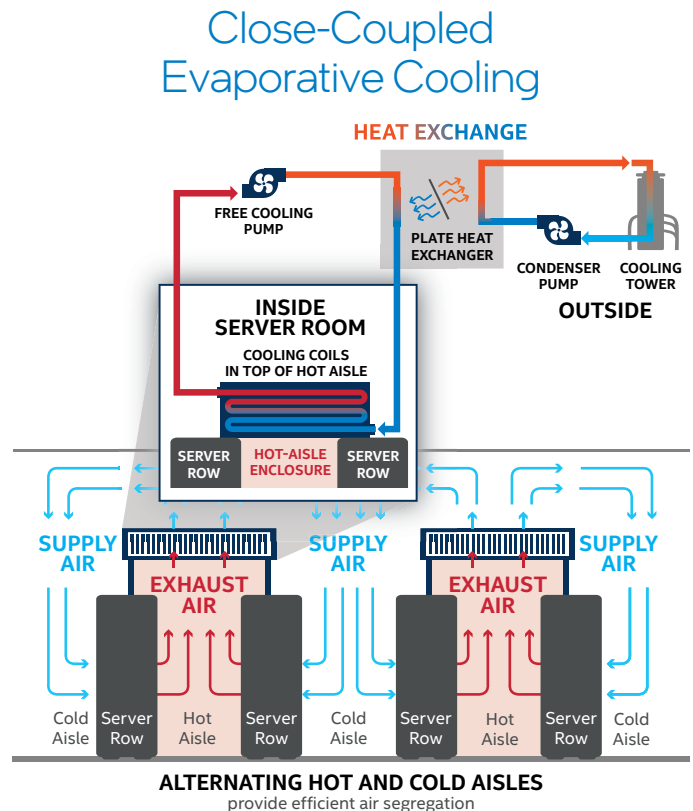 Close-Coupled
Evaporative Cooling
HEAT EXCHANGE
FREE COOLING
PUMP
PLATE HEAT
EXCHANGER
CONDENSER
PUMP
COOLING
TOWER
OUTSIDE
INSIDE
SERVER ROOM
COOLING COILS
IN TOP OF HOT AISLE
SERVER
ROW
HOT-AISLE
ENCLOSURE
SERVER
ROW
SUPPLY
AIR
SUPPLY
AIR
SUPPLY
AIR
EXHAUST
AIR
EXHAUST
AIR
Cold
Aisle
Server
Row
Hot
Aisle
Server
Row
Cold
Aisle
Server
Row
Hot
Aisle
Server
Row
Cold
Aisle
ALTERNATING HOT AND COLD AISLES
provide efficient air segregation